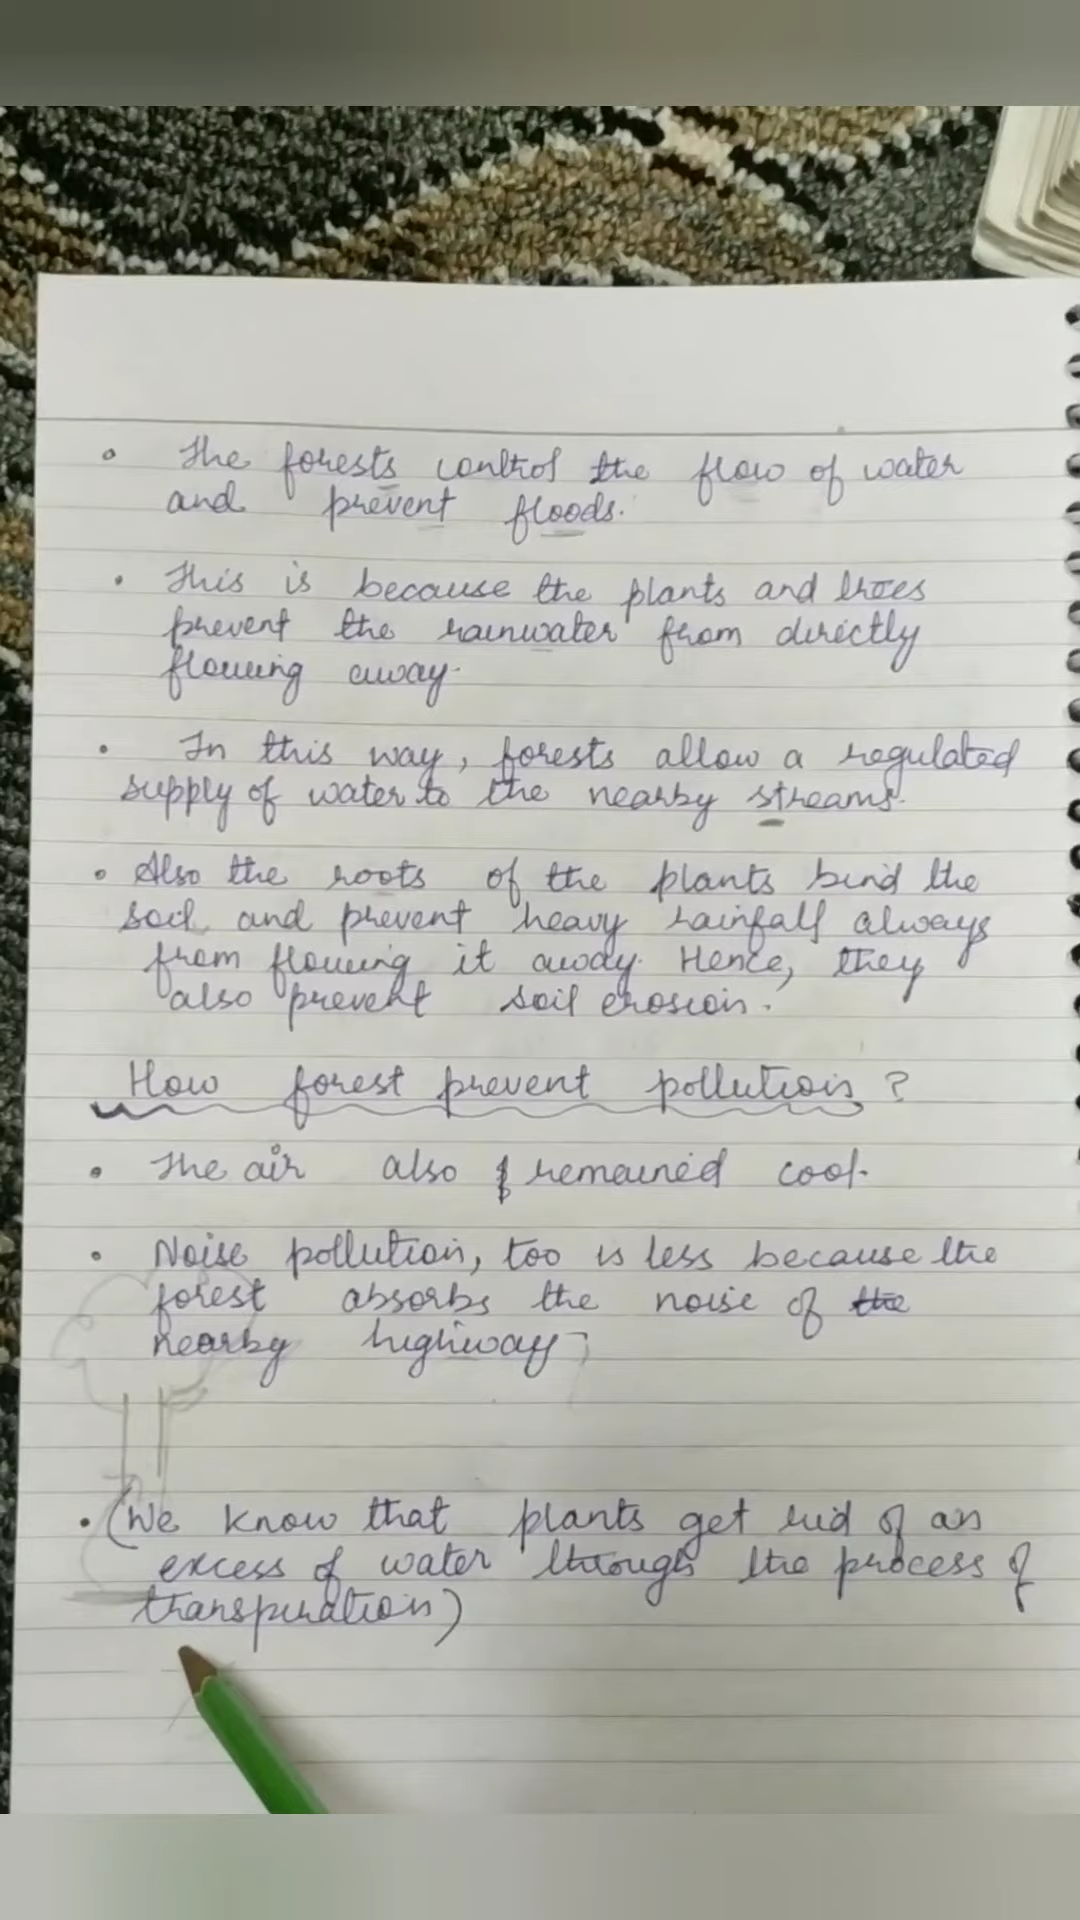 The forests control the flow of water
and prevent floods.
This is because the plants and trees
prevent the rainwater from directly
flowing away.
In this way, forests allow a regulated
supply of water to the nearby streams.
Also the roots of the plants bind the
soil and prevent heavy rainfall always
from flowing it away. Hence, they
also prevent soil erosion.
How forest prevent pollution?
The air also remained cool.
Noise pollution, too is less because the
forest absorbs the noise of the
nearby highway,
(We know that plants get rid of an
excess of water through the process of
transpiration)